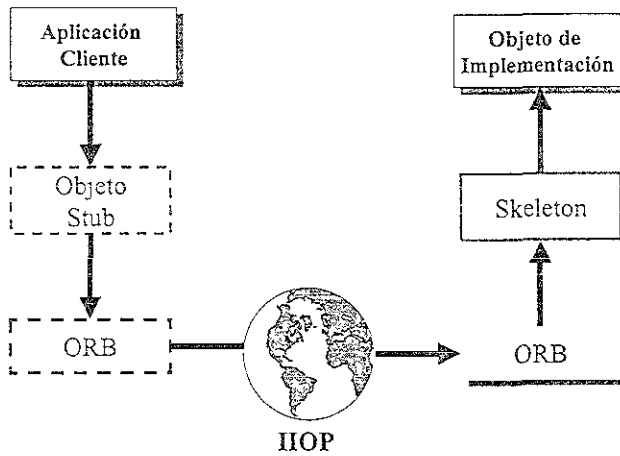 Aplicación
Cliente
Objeto
Stub
ORB
IIOP
Objeto de
Implementación
Skeleton
ORB